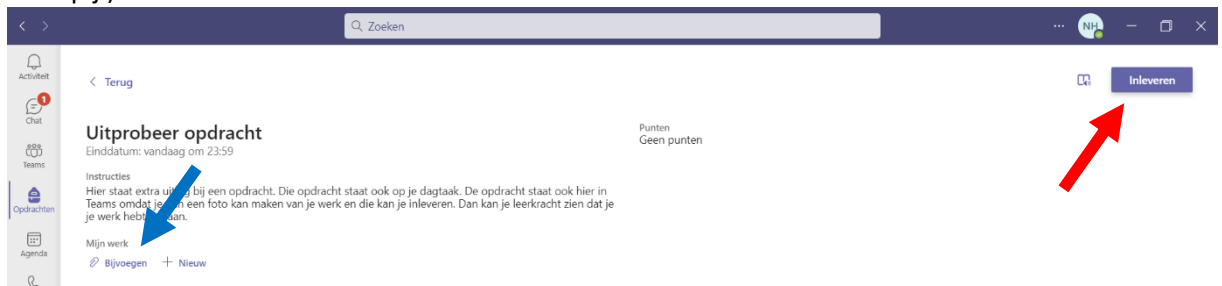 Zoeken
NH
Activiteit
Terug
Inleveren
1
Chat
Uitprobeer opdracht
Punten
Einddatum: vandaag om 23:59
Geen punten
Teams
Instructies
Hier staat extra bij een opdracht. Die opdracht staat ook op je dagtaak. De opdracht staat ook hier in
Opdrachten
Teams omdat je een foto kan maken van je werk en die kan je inleveren. Dan kan je leerkracht zien dat je
je werk
Agenda
Mijn werk
Bijvoegen
Nieuw